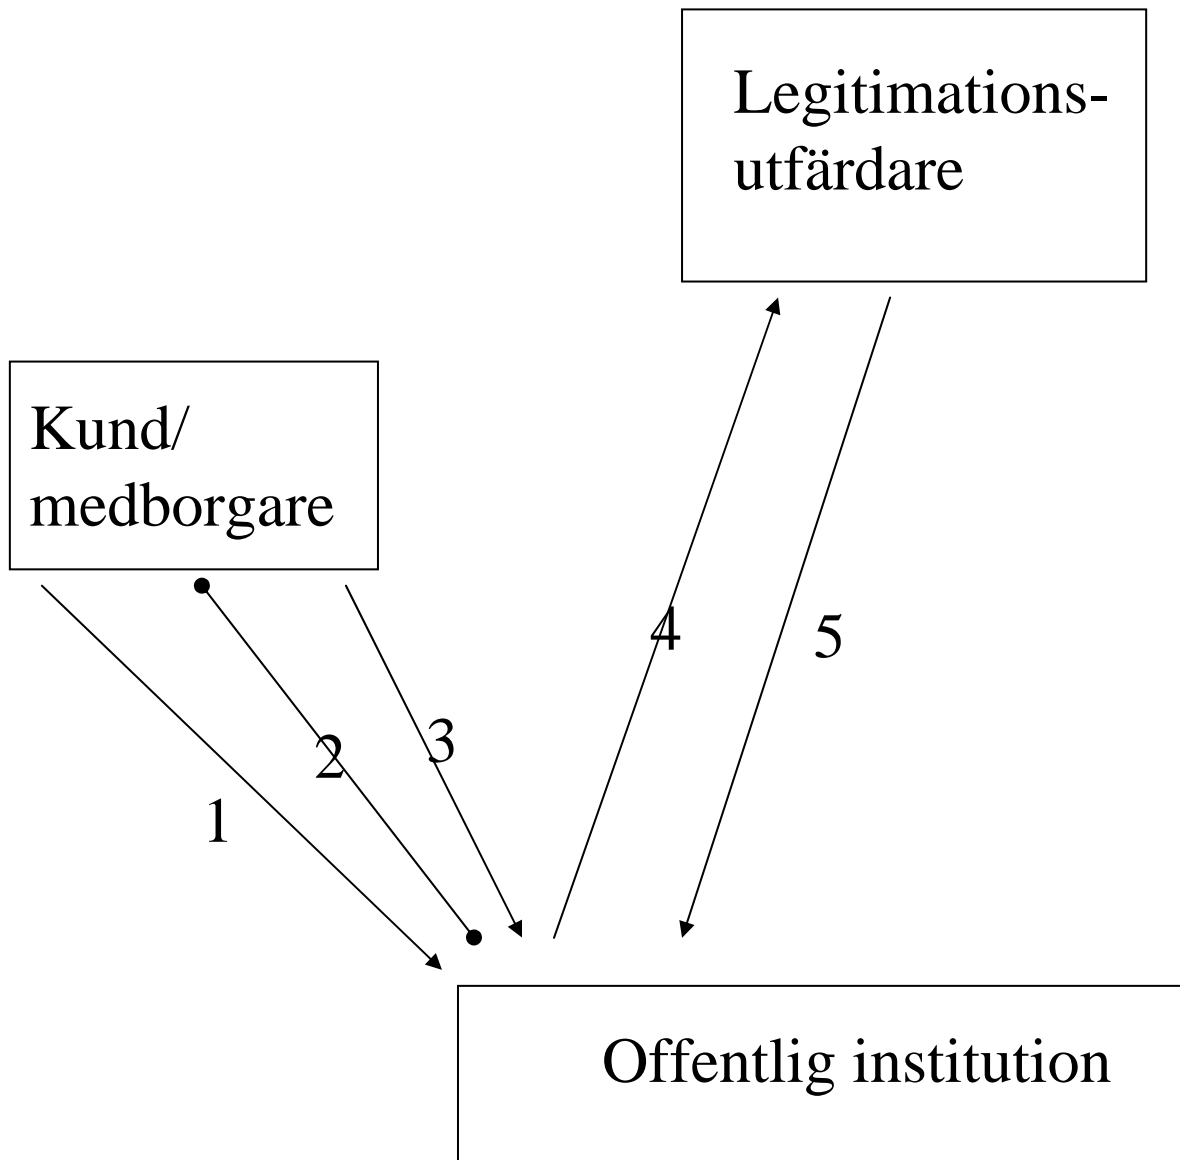 Legitimations-
utfärdare
Kund/
medborgare
4
5
3
2
1
Offentlig institution